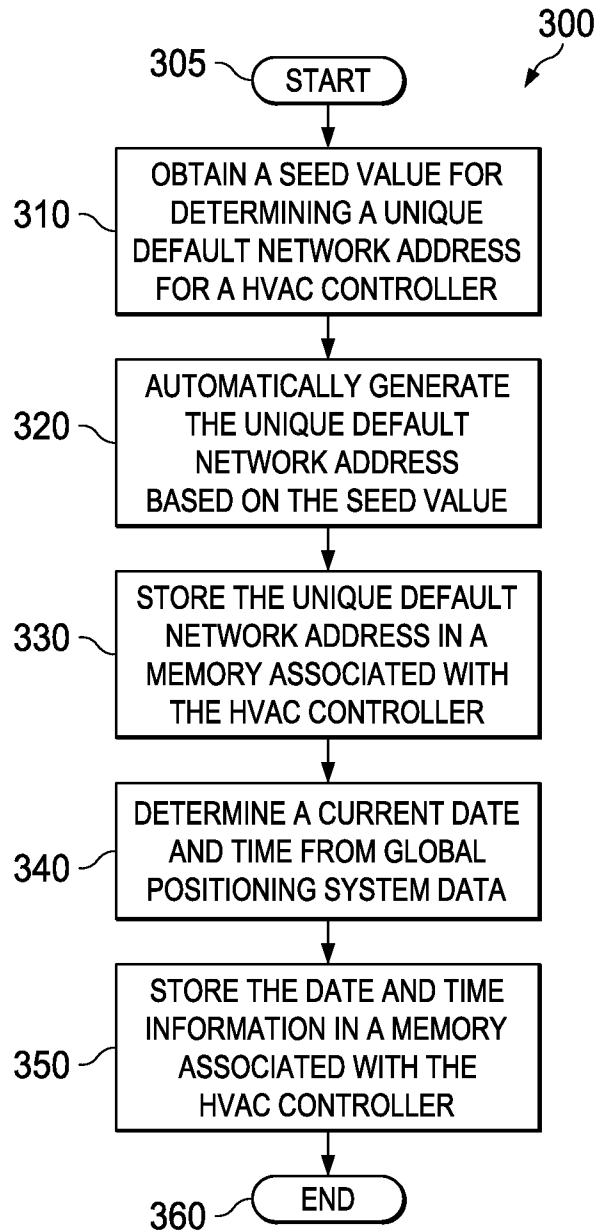 300
305
START
310
OBTAIN A SEED VALUE FOR
DETERMINING A UNIQUE
DEFAULT NETWORK ADDRESS
FOR A HVAC CONTROLLER
320
AUTOMATICALLY GENERATE
THE UNIQUE DEFAULT
NETWORK ADDRESS
BASED ON THE SEED VALUE
330
STORE THE UNIQUE DEFAULT
NETWORK ADDRESS IN A
MEMORY ASSOCIATED WITH
THE HVAC CONTROLLER
340
DETERMINE A CURRENT DATE
AND TIME FROM GLOBAL
POSITIONING SYSTEM DATA
350
STORE THE DATE AND TIME
INFORMATION IN A MEMORY
ASSOCIATED WITH THE
HVAC CONTROLLER
360
END